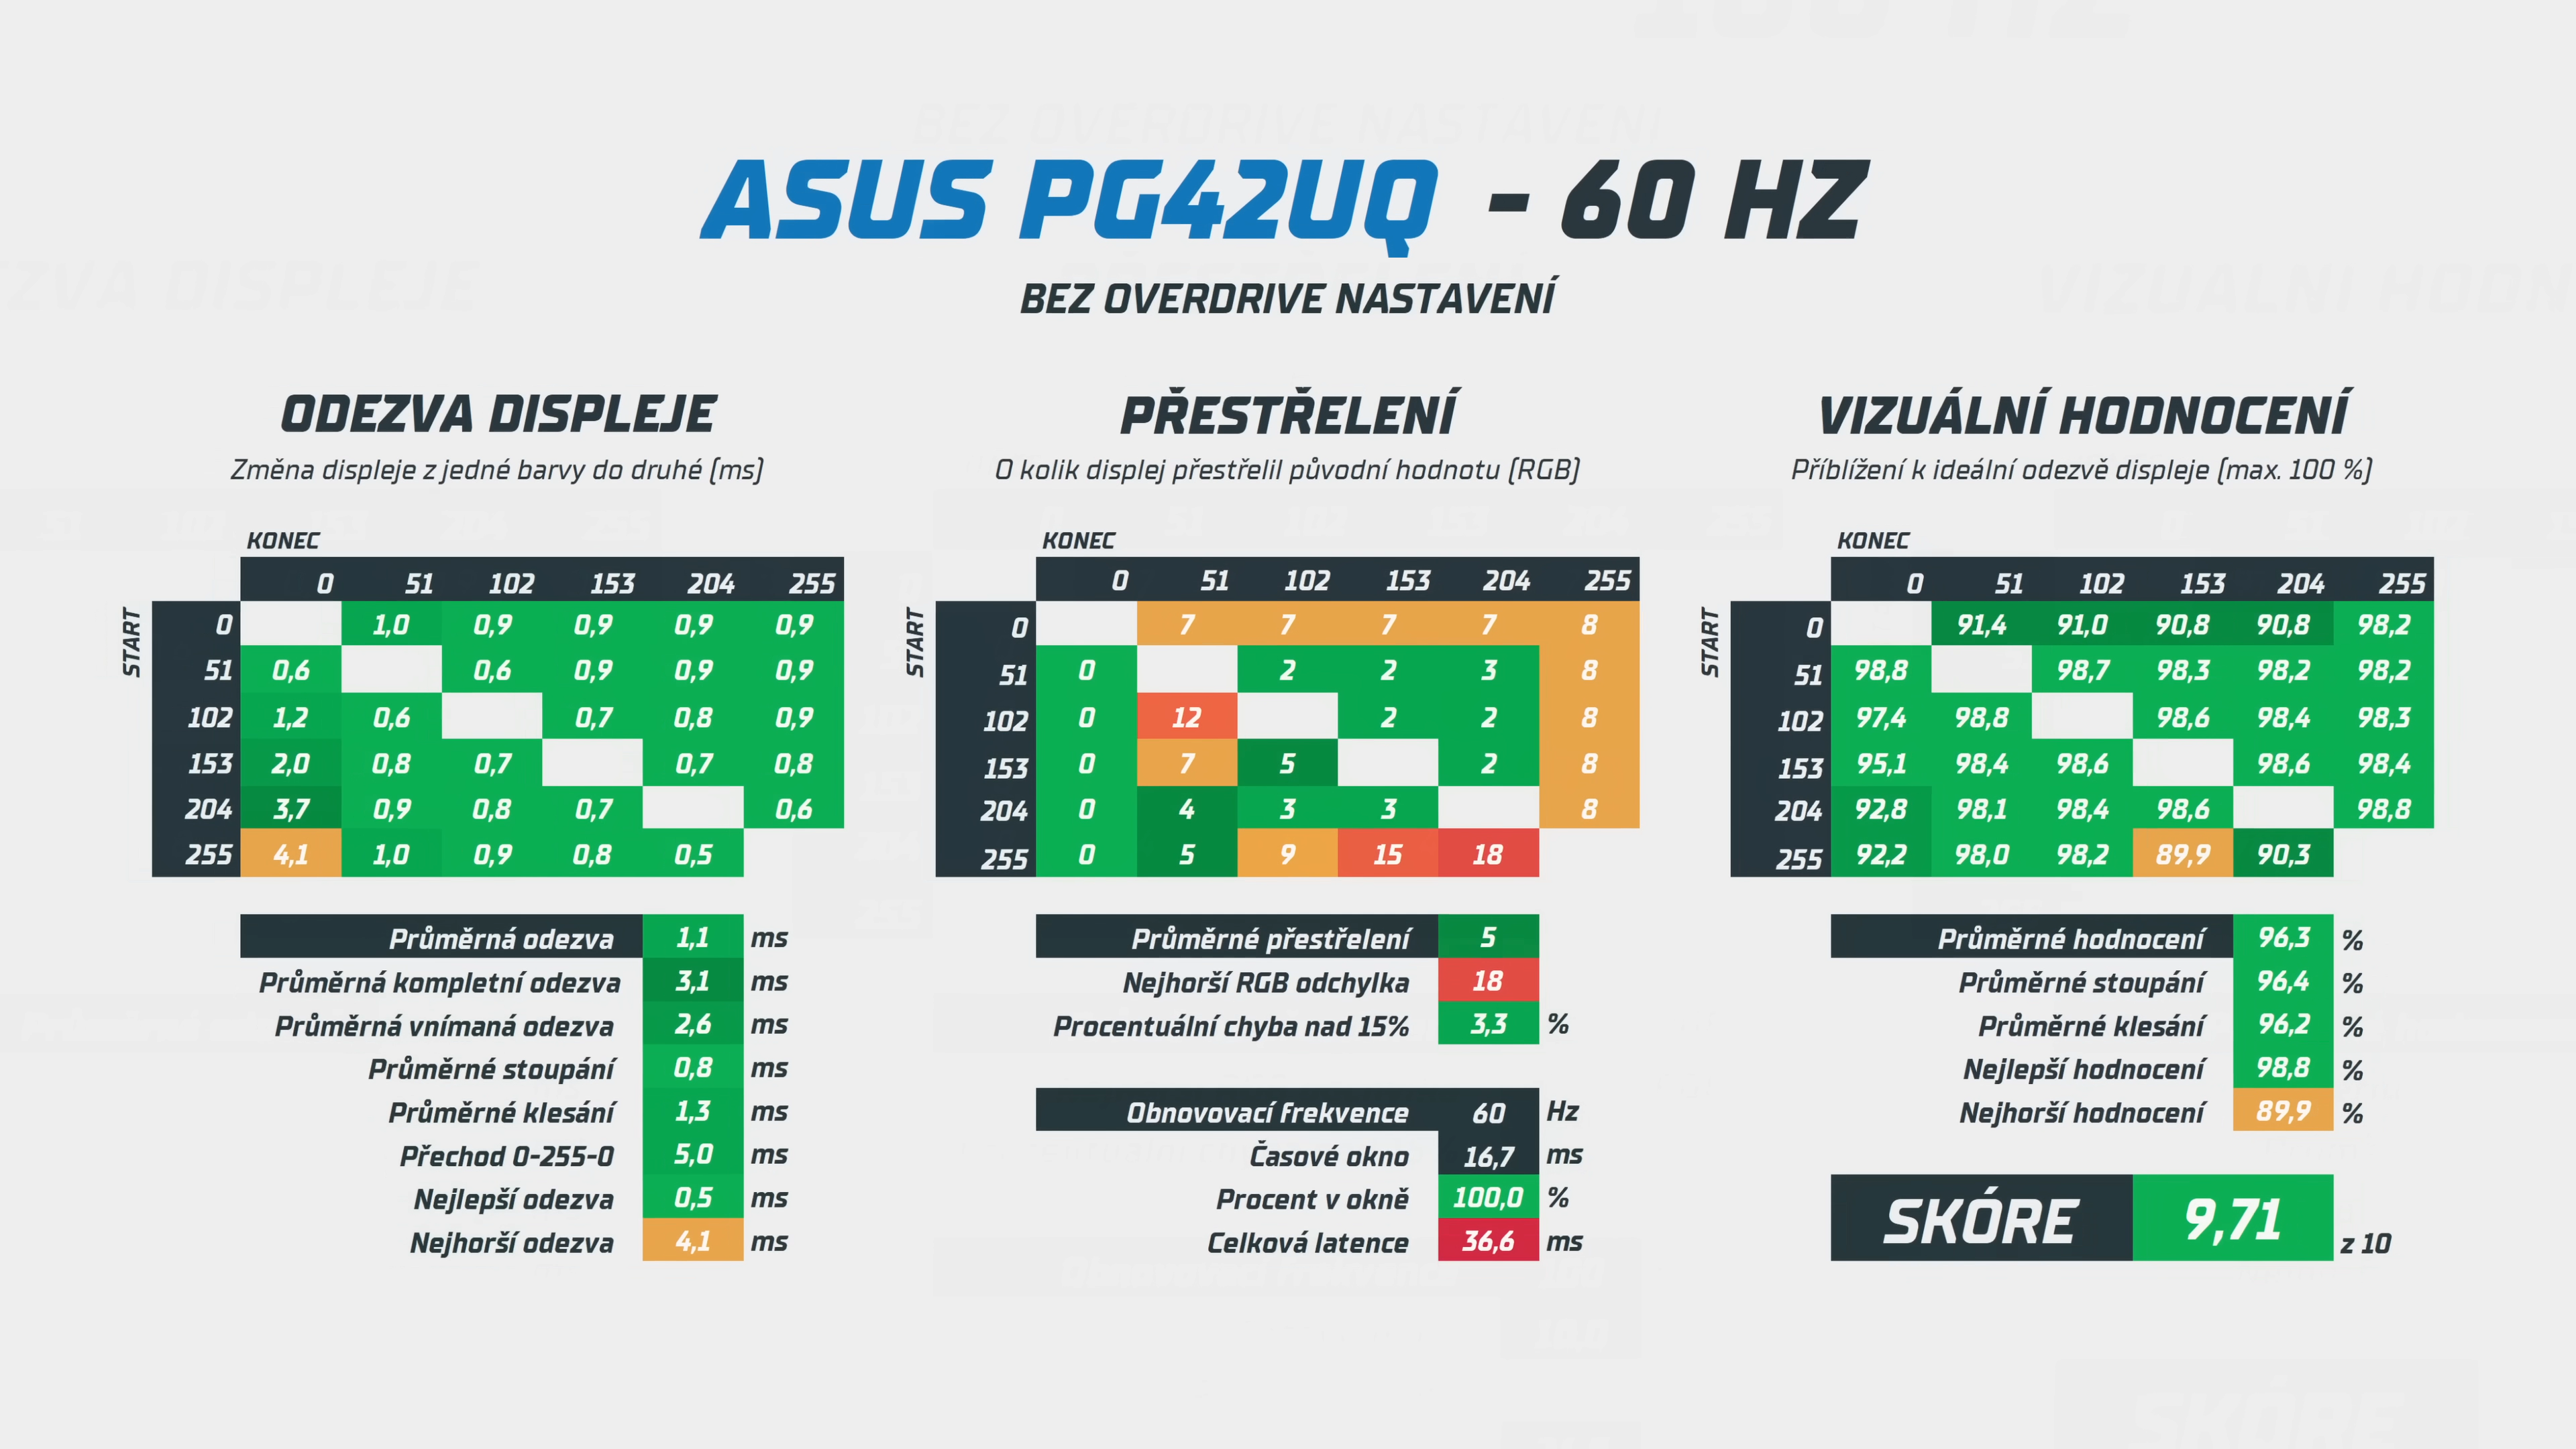 ASUS PG42UQ - 60 HZ
BEZ OVERDRIVE NASTAVENÍ
ODEZVA DISPLEJE
Změna displeje z jedné barvy do druhé (ms)
KONEC
START
0 51 102 153 204 255
0 1,0 0,9 0,9 0,9 0,9
51 0,6 0,6 0,9 0,9 0,9
102 1,2 0,6 0,7 0,8 0,9
153 2,0 0,8 0,7 0,7 0,8
204 3,7 0,9 0,8 0,7 0,6
255 4,1 1,0 0,9 0,8 0,5
Průměrná odezva 1,1 ms
Průměrná kompletní odezva 3,1 ms
Průměrná vnímaná odezva 2,6 ms
Průměrné stoupání 0,8 ms
Průměrné klesání 1,3 ms
Přechod 0-255-0 5,0 ms
Nejlepší odezva 0,5 ms
Nejhorší odezva 4,1 ms
PŘESTŘELENÍ
O kolik displej přestřelil původní hodnotu (RGB)
KONEC
START
0 51 102 153 204 255
0 7 7 7 7 8
51 0 2 2 3 8
102 0 12 2 2 8
153 0 7 5 2 8
204 0 4 3 3 8
255 0 5 9 15 18
Průměrné přestřelení 5
Nejhorší RGB odchylka 18
Procentuální chyba nad 15% 3,3 %
Obnovovací frekvence 60 Hz
Časové okno 16,7 ms
Procent v okně 100,0 %
Celková latence 36,6 ms
VIZUÁLNÍ HODNOCENÍ
Příblížení k ideální odezvě displeje (max. 100 %)
KONEC
START
0 51 102 153 204 255
0 91,4 91,0 90,8 90,8 98,2
51 98,8 98,7 98,3 98,2 98,2
102 97,4 98,8 98,6 98,4 98,3
153 95,1 98,4 98,6 98,6 98,4
204 92,8 98,1 98,4 98,6 98,8
255 92,2 98,0 98,2 89,9 90,3
Průměrné hodnocení 96,3 %
Průměrné stoupání 96,4 %
Průměrné klesání 96,2 %
Nejlepší hodnocení 98,8 %
Nejhorší hodnocení 89,9 %
SKÓRE 9,71 z 10